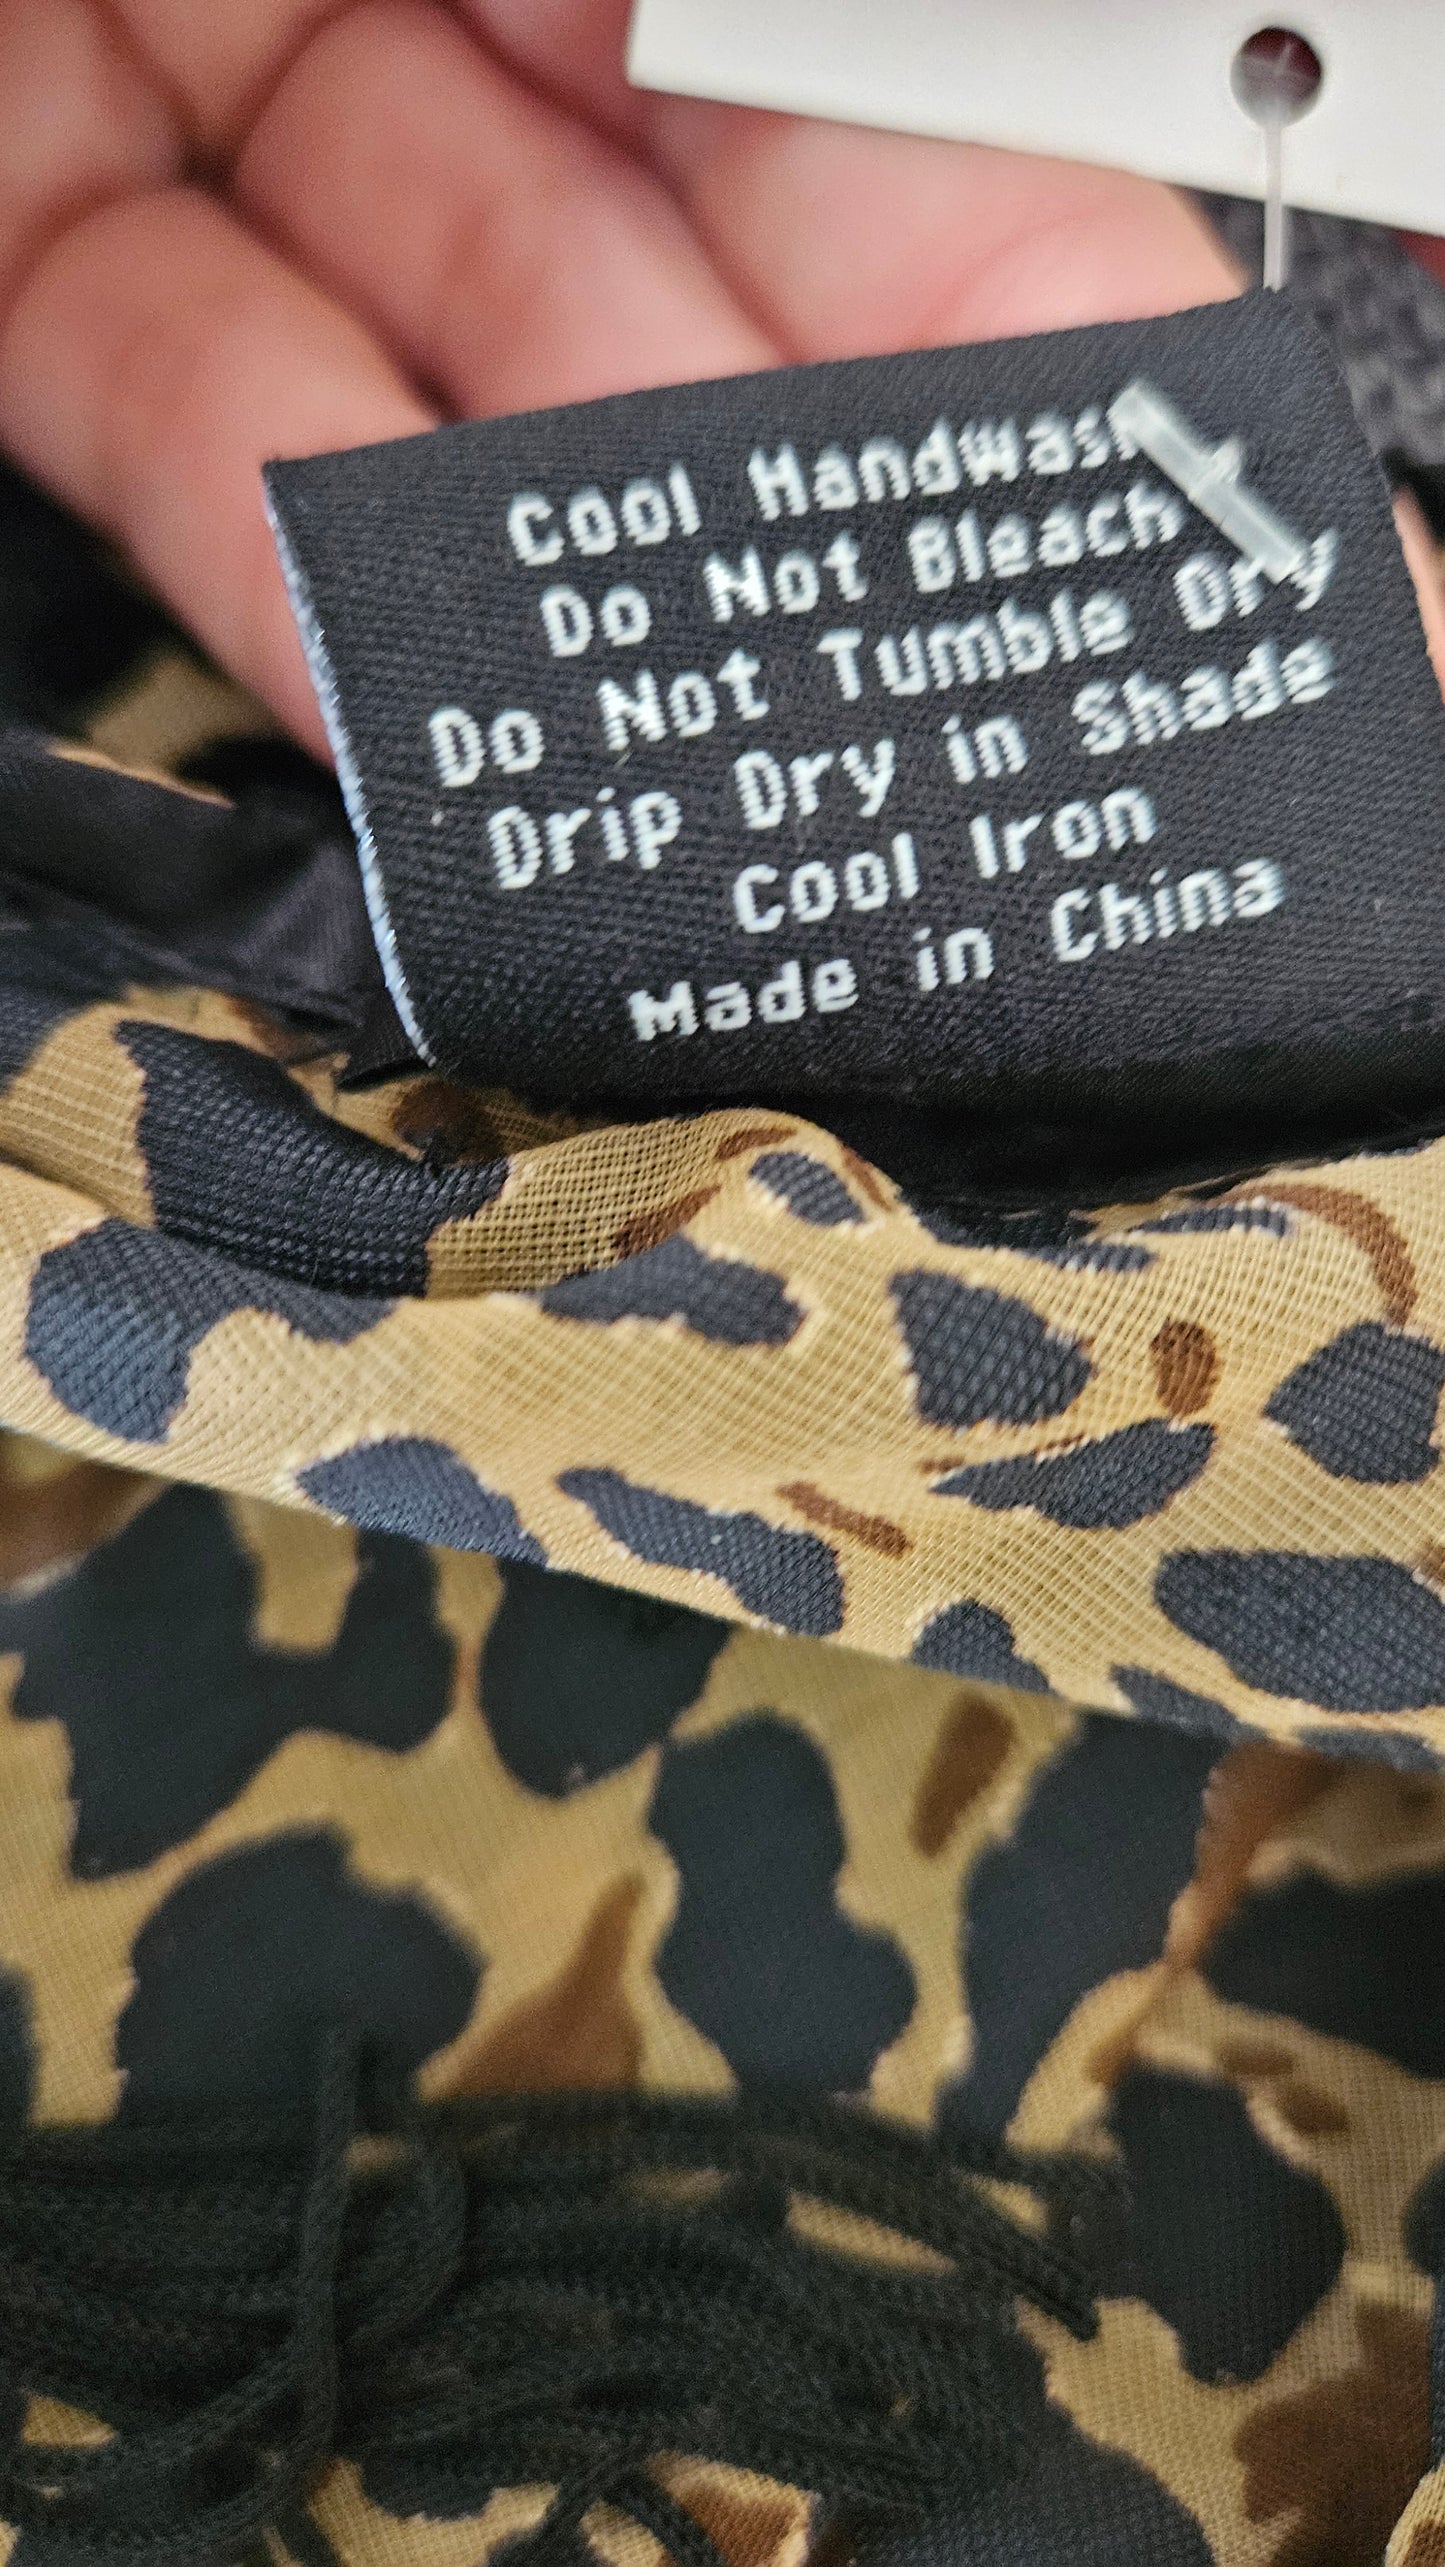 Cool Handwash
Do Not Bleach
Do Not Tumble Dry
Drip Dry in Shade
Cool Iron
Made in China